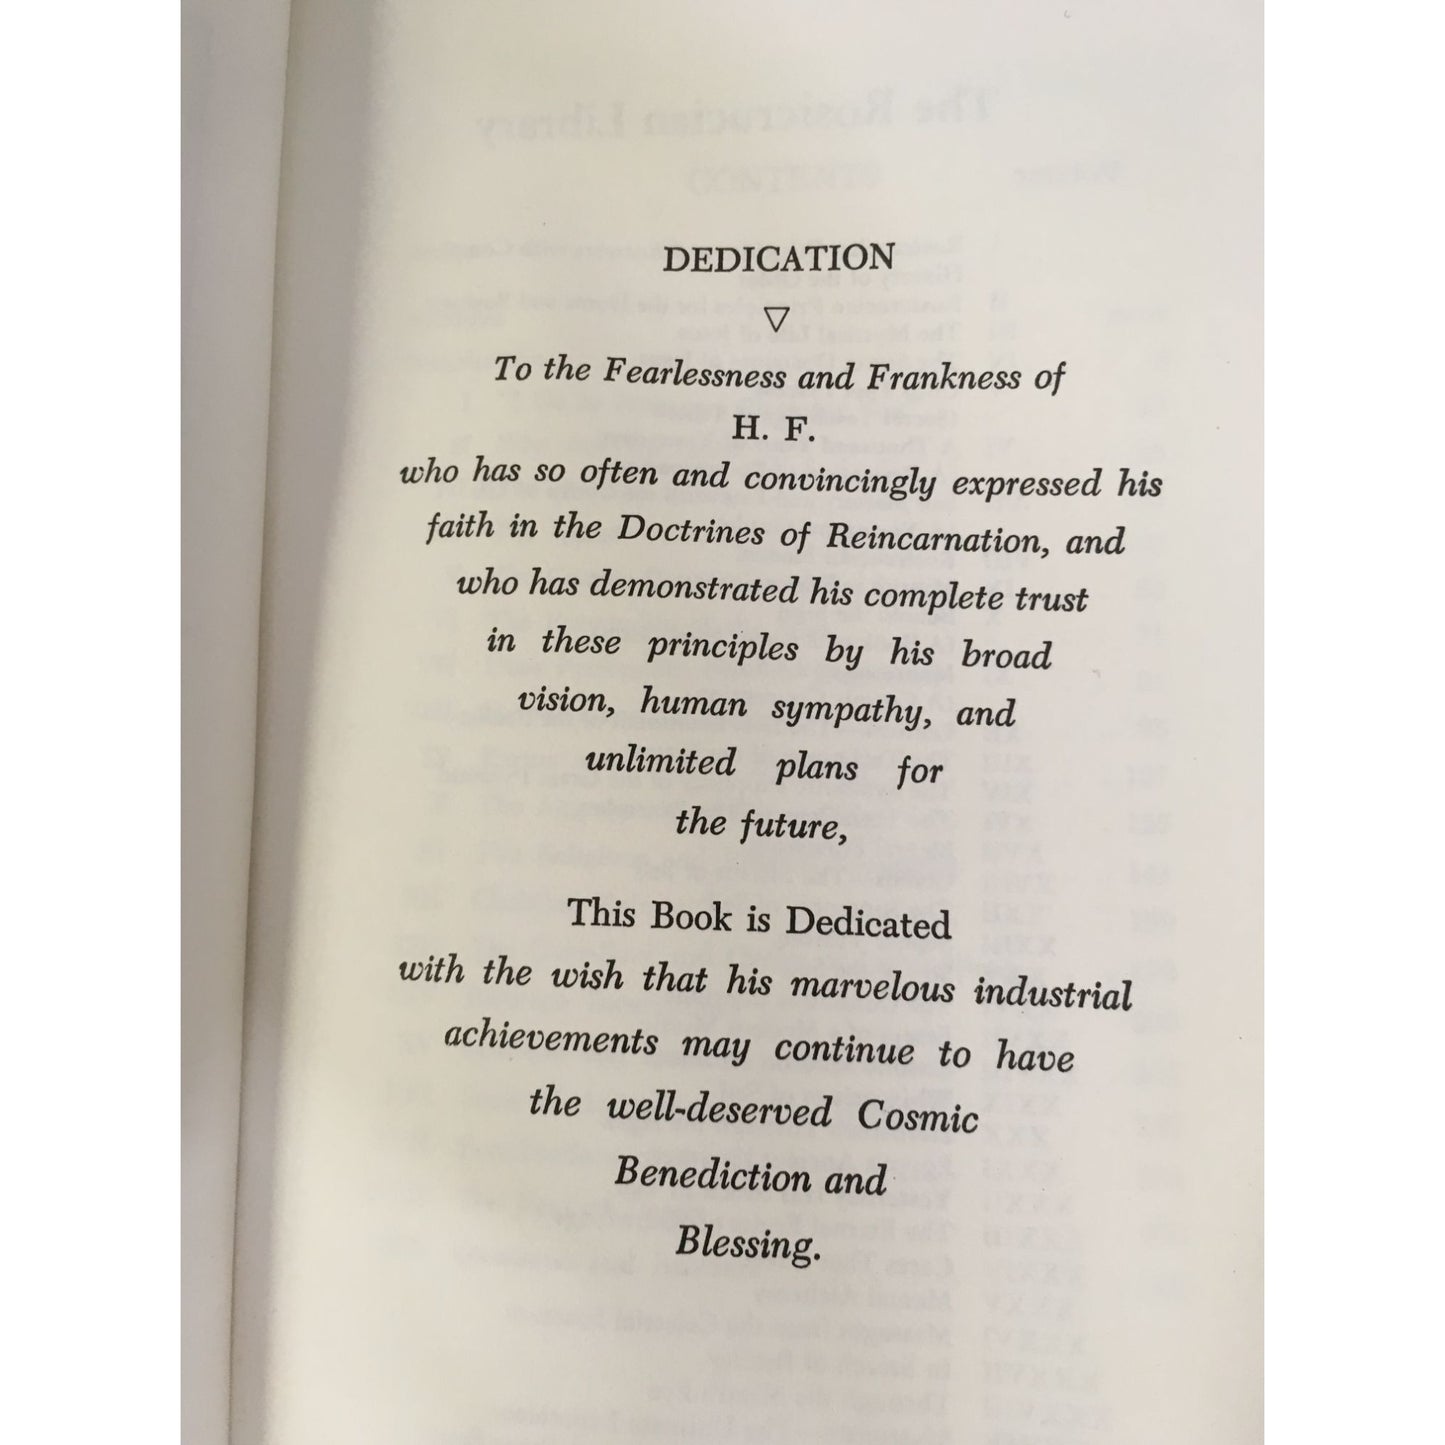 DEDICATION
▽
To the Fearlessness and Frankness of
H. F.
who has so often and convincingly expressed his
faith in the Doctrines of Reincarnation, and
who has demonstrated his complete trust
in these principles by his broad
vision, human sympathy, and
unlimited plans for
the future,
This Book is Dedicated
with the wish that his marvelous industrial
achievements may continue to have
the well-deserved Cosmic
Benediction and
Blessing.